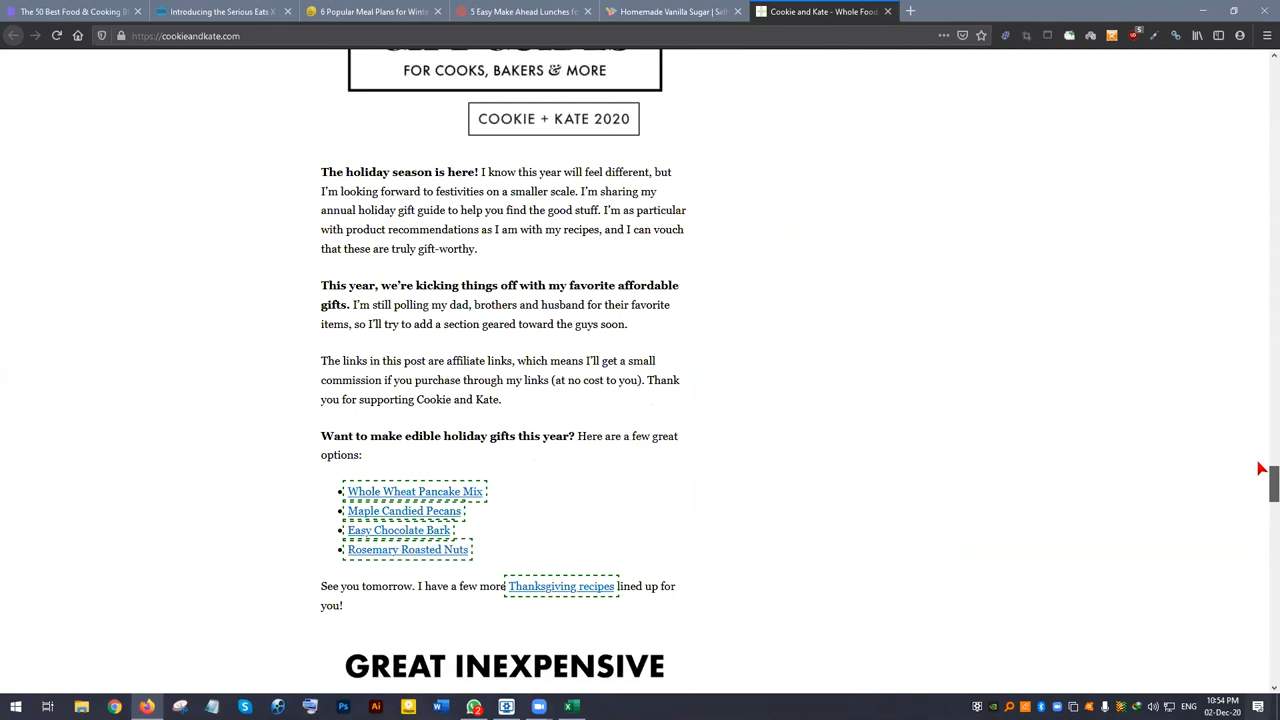 The 50 Best Food & Cooking B
Introducing the Serious Eats
6 Popular Meal Plans for Winte
5 Easy Make Ahead Lunches fo
Homemade Vanilla Sugar | Sall
Cookie and Kate - Whole Food
https://cookieandkate.com
FOR COOKS, BAKERS & MORE
COOKIE + KATE 2020
The holiday season is here! I know this year will feel different, but
I'm looking forward to festivities on a smaller scale. I'm sharing my
annual holiday gift guide to help you find the good stuff. I'm as particular
with product recommendations as I am with my recipes, and I can vouch
that these are truly gift-worthy.
This year, we're kicking things off with my favorite affordable
gifts. I'm still polling my dad, brothers and husband for their favorite
items, so I'll try to add a section geared toward the guys soon.
The links in this post are affiliate links, which means I'll get a small
commission if you purchase through my links (at no cost to you). Thank
you for supporting Cookie and Kate.
Want to make edible holiday gifts this year? Here are a few great
options:
Whole Wheat Pancake Mix
Maple Candied Pecans
Easy Chocolate Bark
Rosemary Roasted Nuts
See you tomorrow. I have a few more Thanksgiving recipes lined up for
you!
GREAT INEXPENSIVE
10:54 PM
02-Dec-20